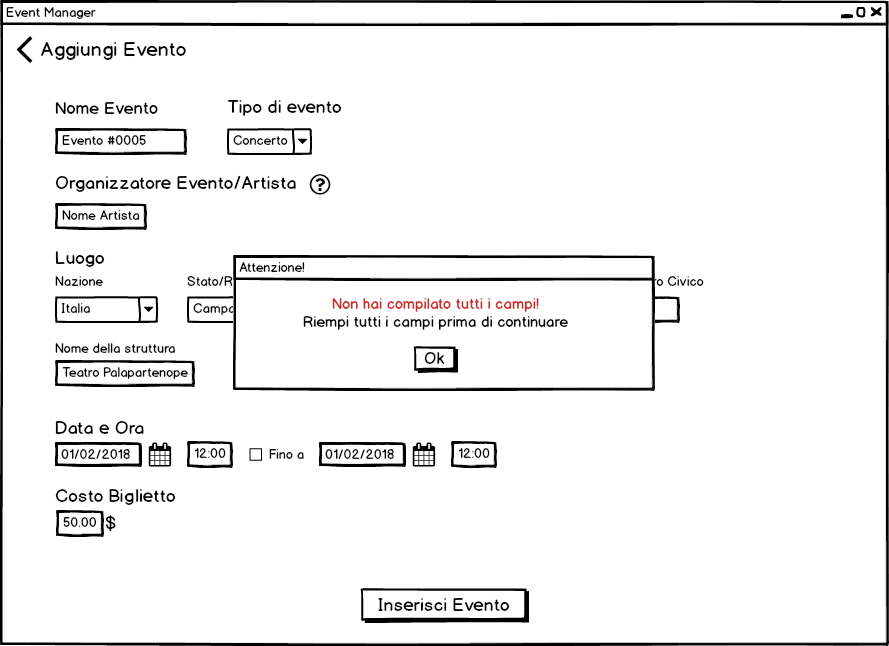 Event Manager
Aggiungi Evento
Nome Evento
Tipo di evento
Evento #0005
Concerto
Organizzatore Evento/Artista ?
Nome Artista
Luogo
Nazione
Stato/R
o Civico
Italia
Campa
Attenzione!
Non hai compilato tutti i campi!
Riempi tutti i campi prima di continuare
Ok
Nome della struttura
Teatro Palapartenope
Data e Ora
01/02/2018 12:00 Fino a 01/02/2018 12:00
Costo Biglietto
50.00 $
Inserisci Evento